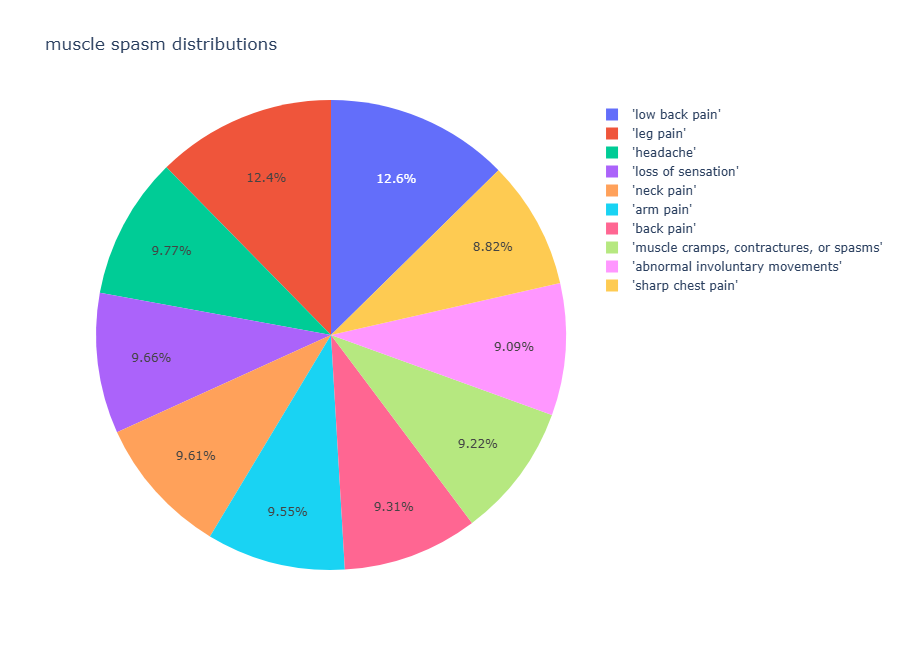 muscle spasm distributions
12.4%
12.6%
9.77%
8.82%
9.66%
9.09%
9.61%
9.22%
9.55%
9.31%
'low back pain'
'leg pain'
'headache'
'loss of sensation'
'neck pain'
'arm pain'
'back pain'
'muscle cramps, contractures, or spasms'
'abnormal involuntary movements'
'sharp chest pain'